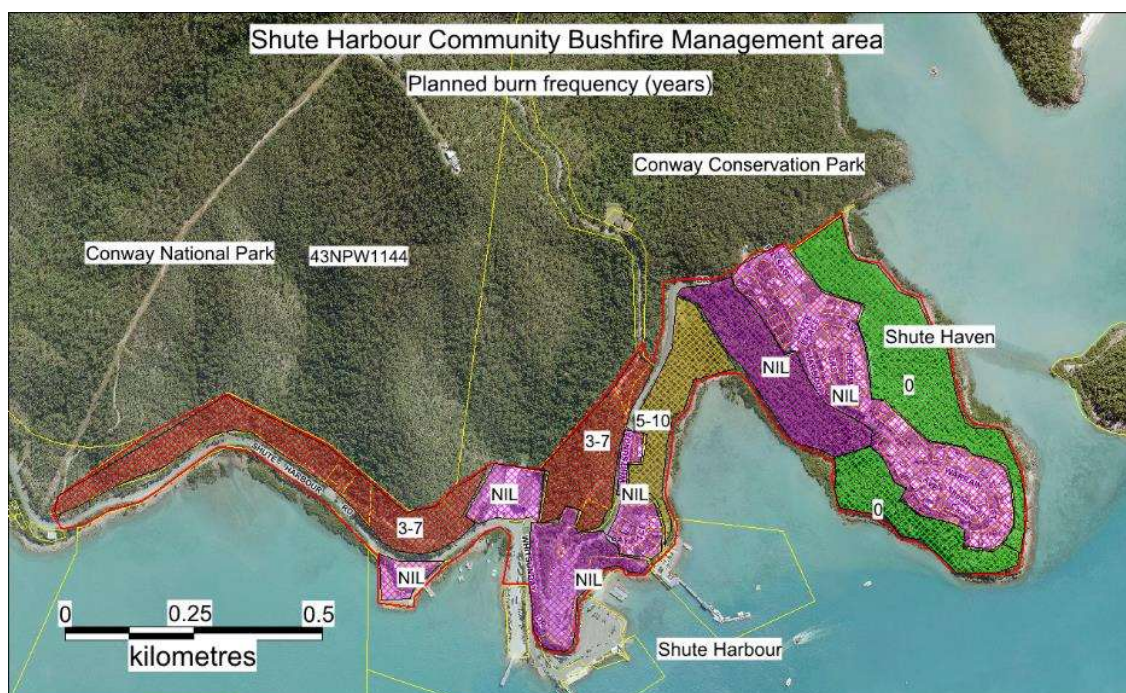 Shute Harbour Community Bushfire Management area
Planned burn frequency (years)
Conway Conservation Park
Conway National Park
43NPW1144
Shute Haven
NIL
0
NIL
5-10
3-7
NIL
NIL
0
3-7
NIL
NIL
SHUTE HARBOUR RD
Shute Harbour
0 0.25 0.5
kilometres